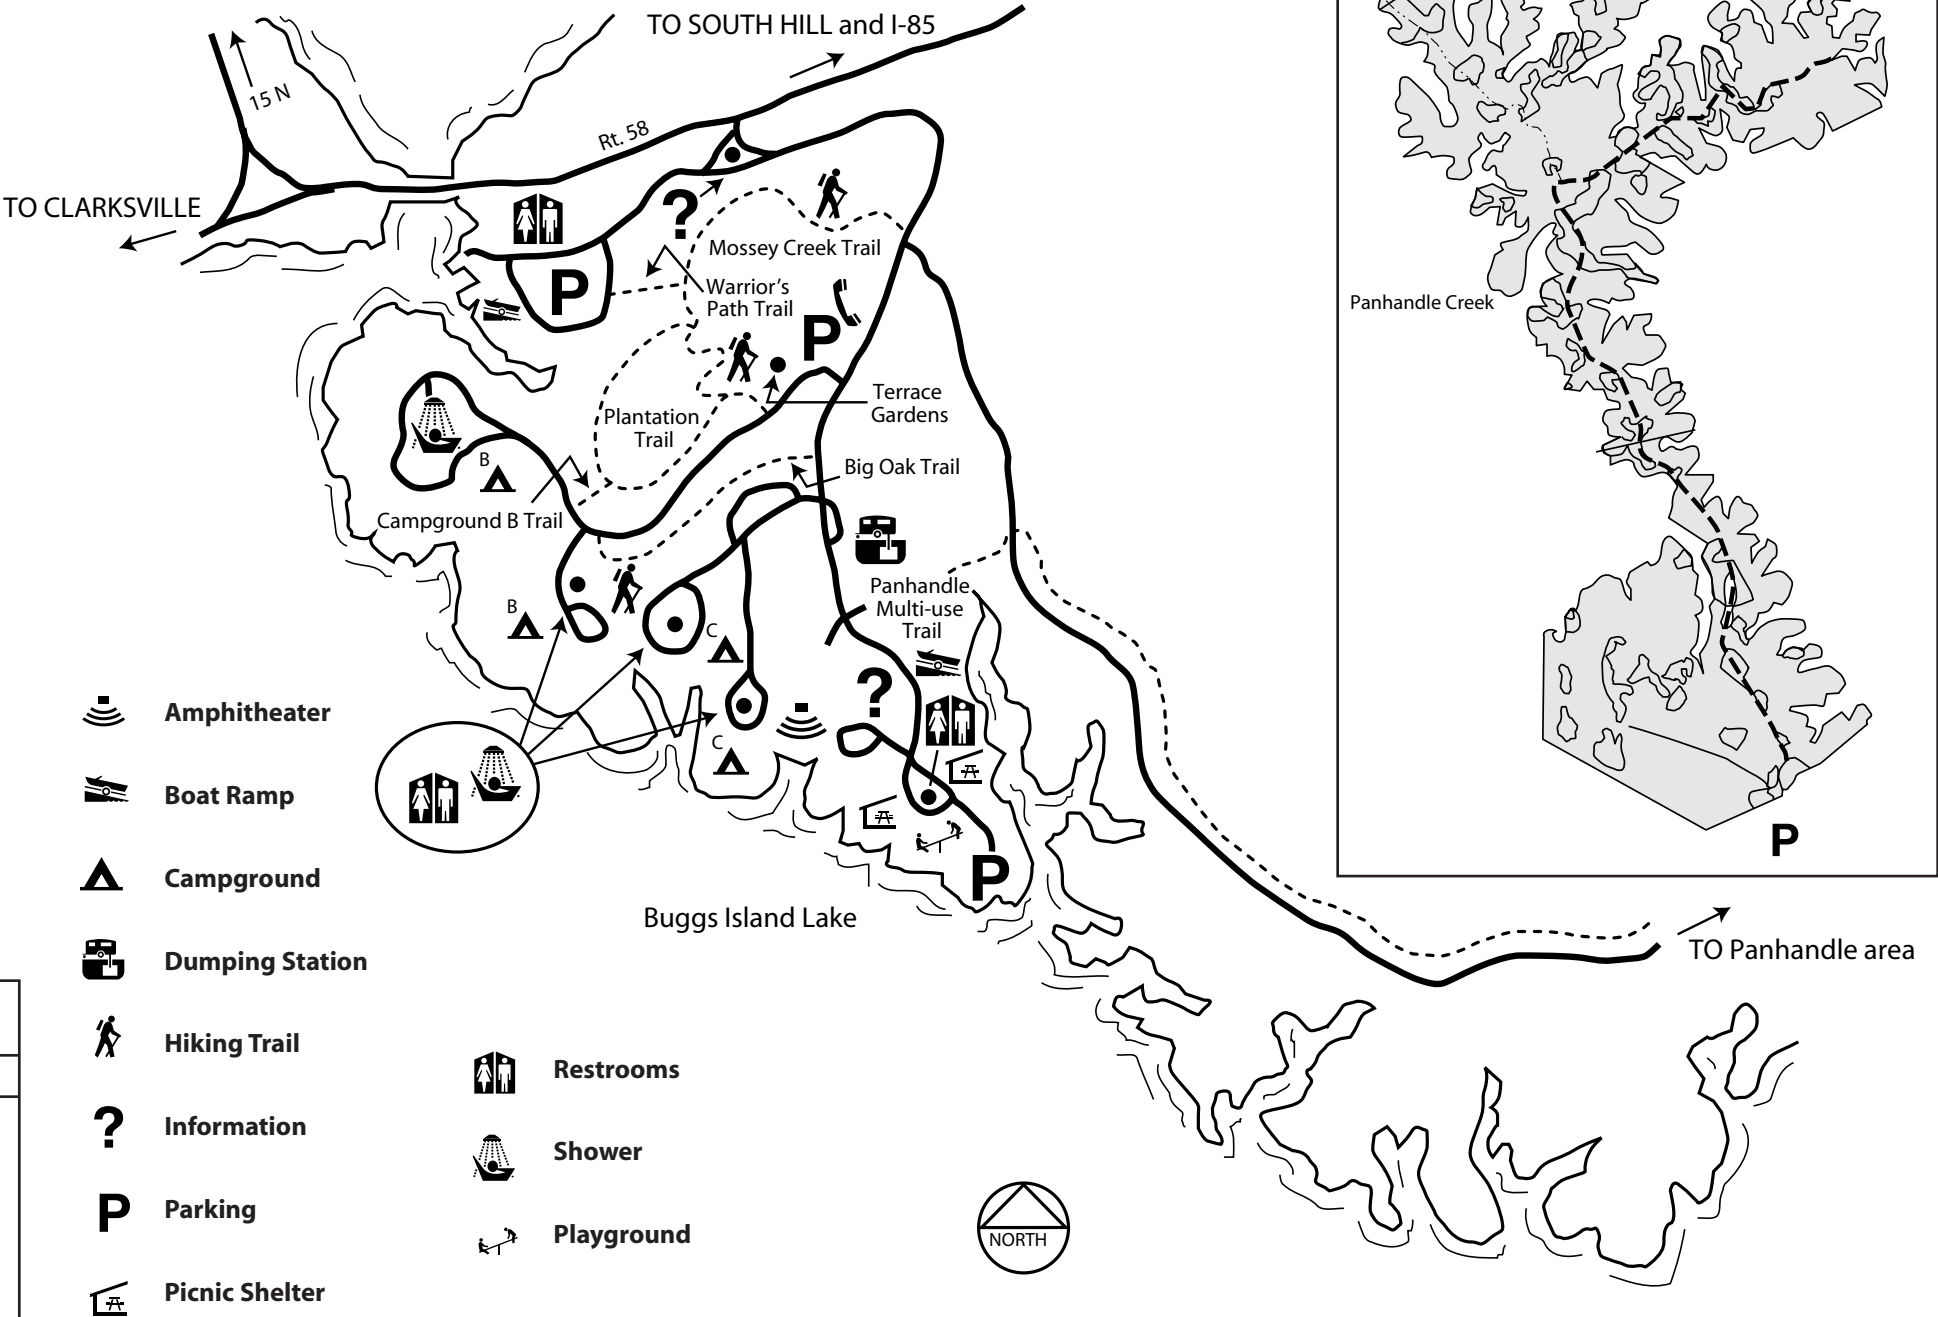 TO SOUTH HILL and I-85
15 N
Rt. 58
TO CLARKSVILLE
?
Mossey Creek Trail
P
Warrior's
Path Trail
P
Panhandle Creek
Terrace
Gardens
Plantation
Trail
B
Big Oak Trail
Campground B Trail
Panhandle
Multi-use
Trail
B
C
?
C
P
P
Buggs Island Lake
TO Panhandle area
Amphitheater
Boat Ramp
Campground
Dumping Station
Hiking Trail
? Information
P Parking
Picnic Shelter
Restrooms
Shower
Playground
NORTH